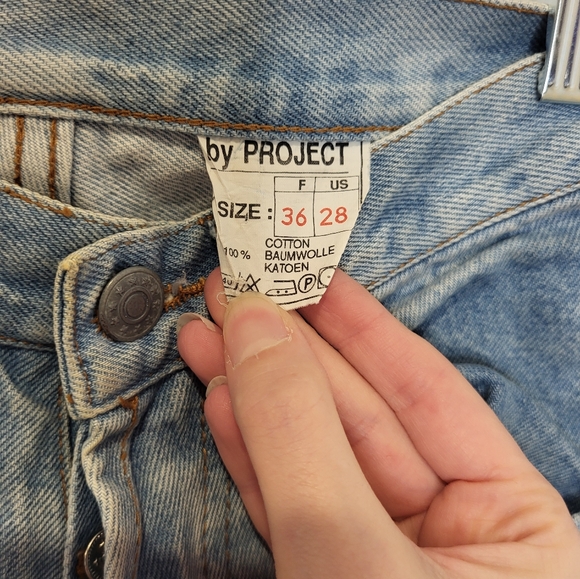 by PROJECT
F US
SIZE: 36 28
100% COTTON
BAUMWOLLE
KATOEN
P